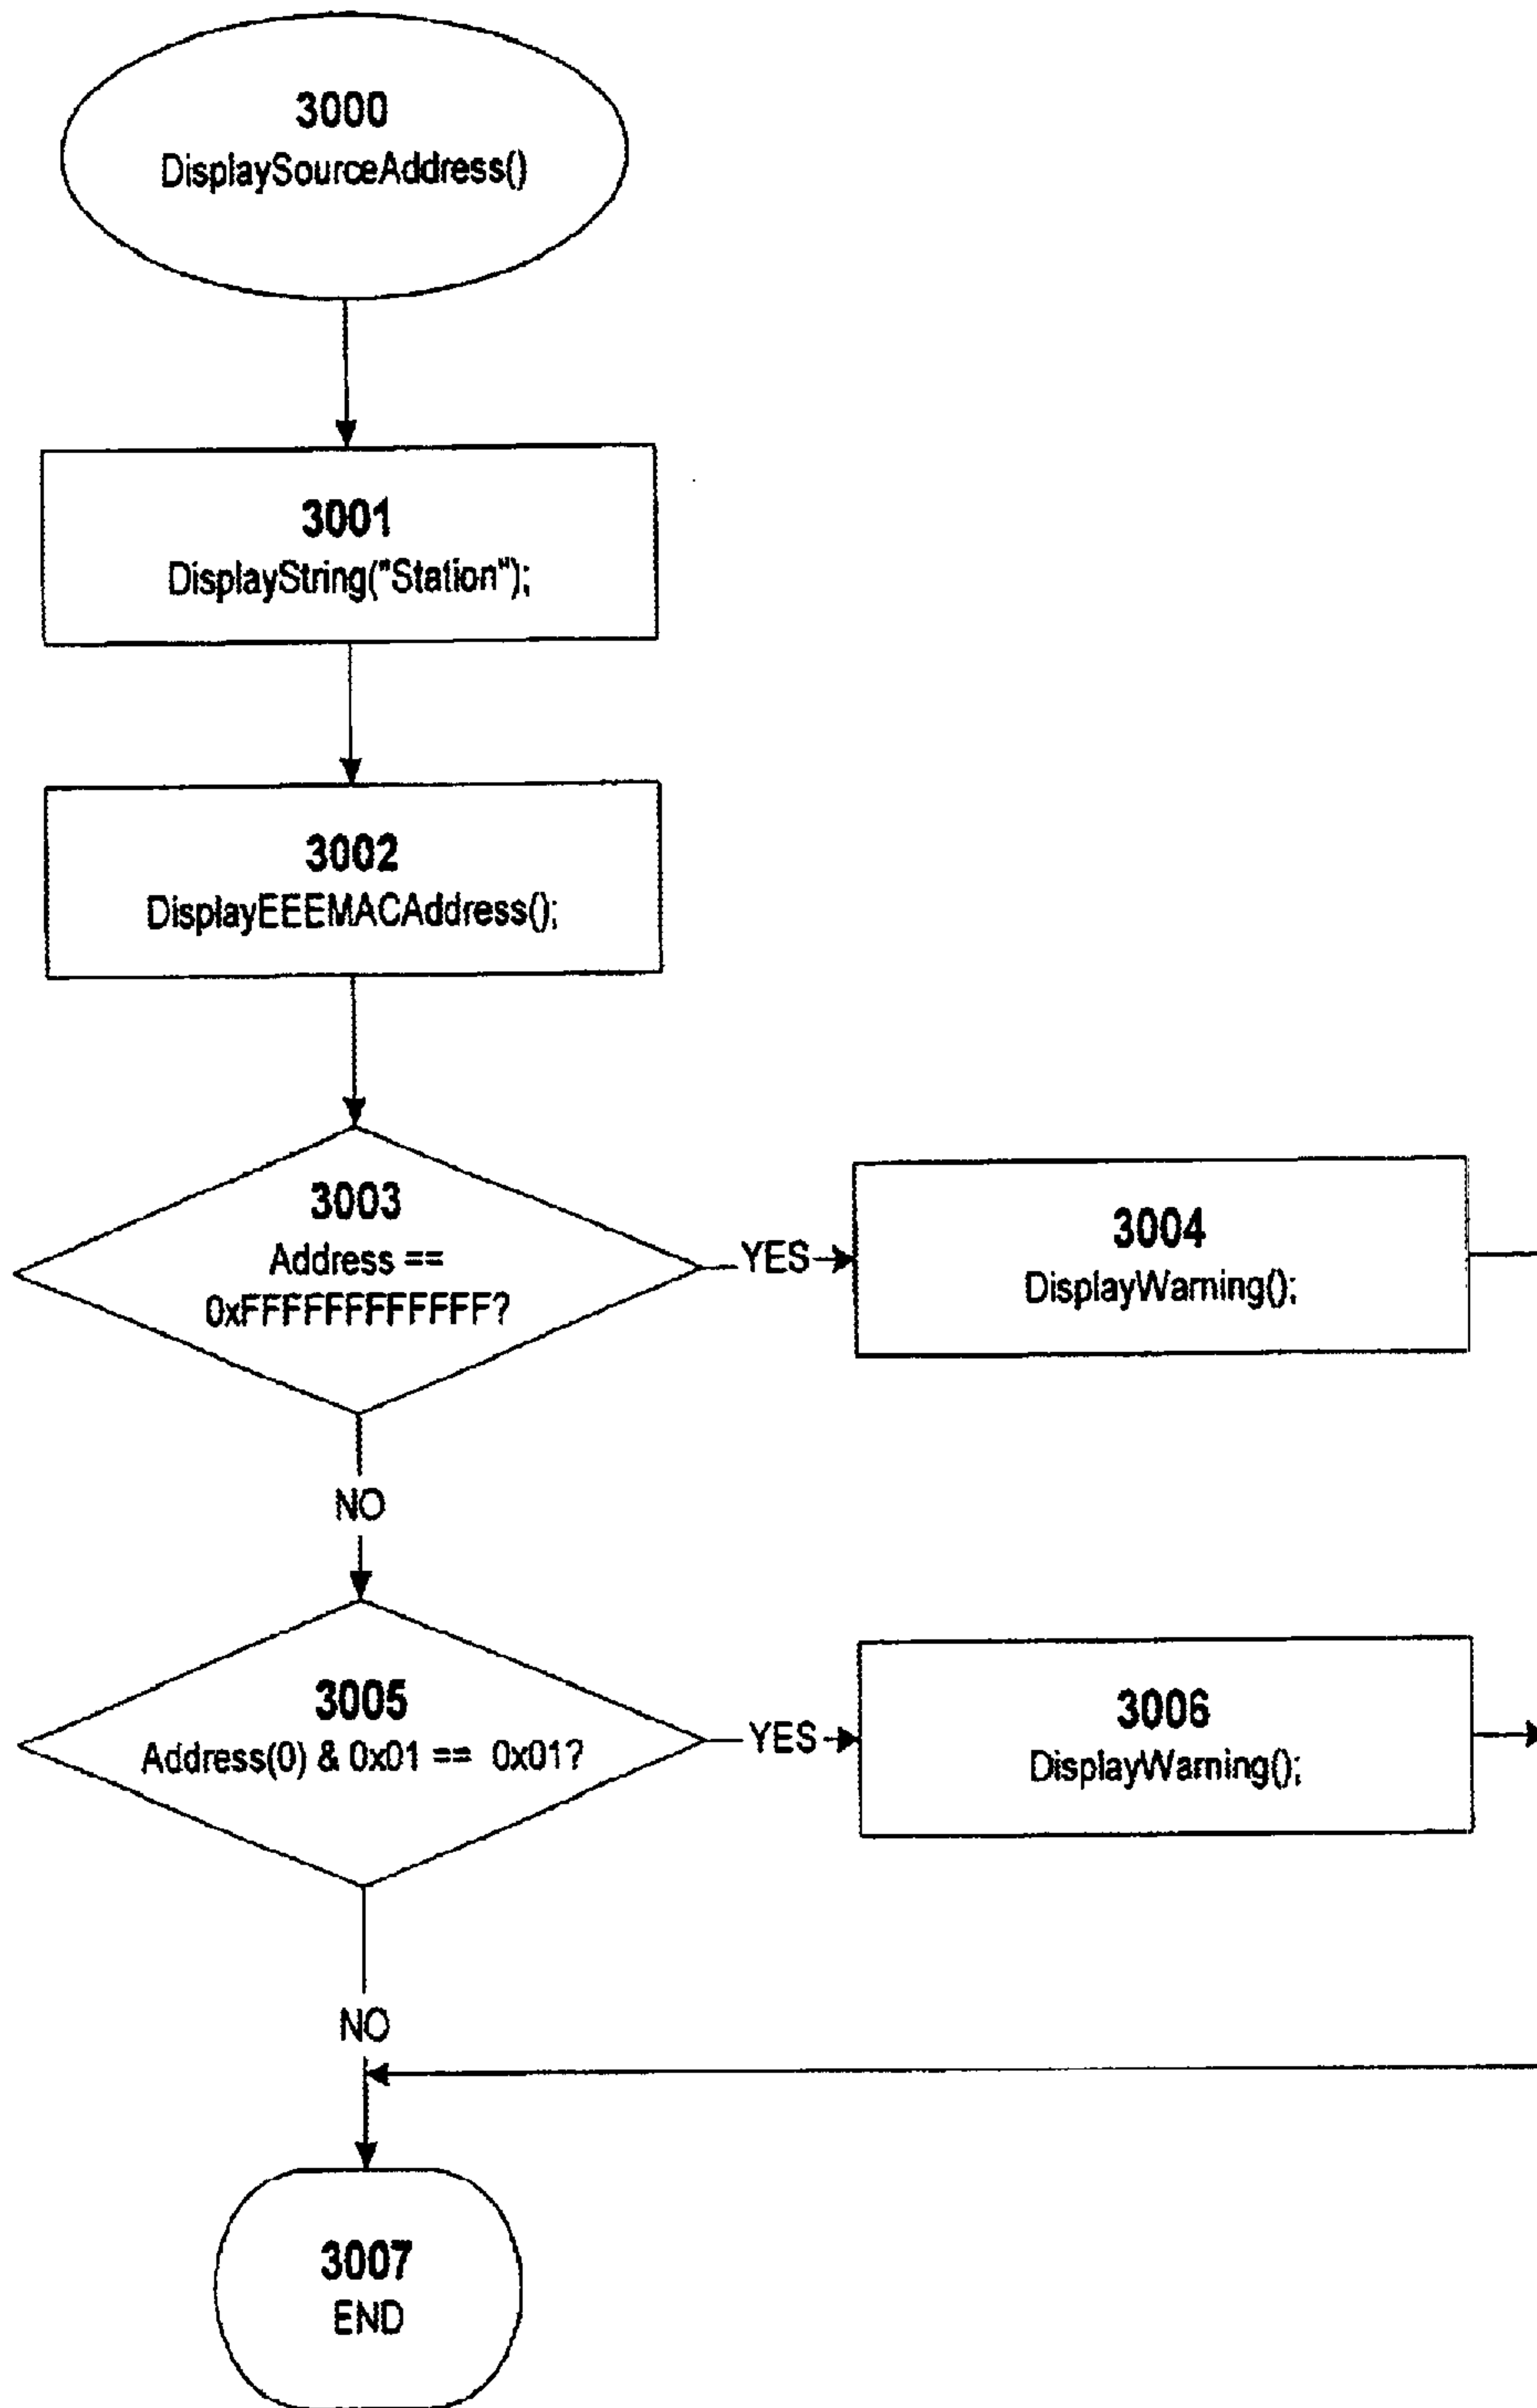 3000
DisplaySourceAddress()
3001
DisplayString("Station");
3002
DisplayEEEMACAddress();
3003
Address ==
0xFFFFFFFFFFFF?
YES
3004
DisplayWarning();
NO
3005
Address(0) & 0x01 == 0x01?
YES
3006
DisplayWarning();
NO
3007
END